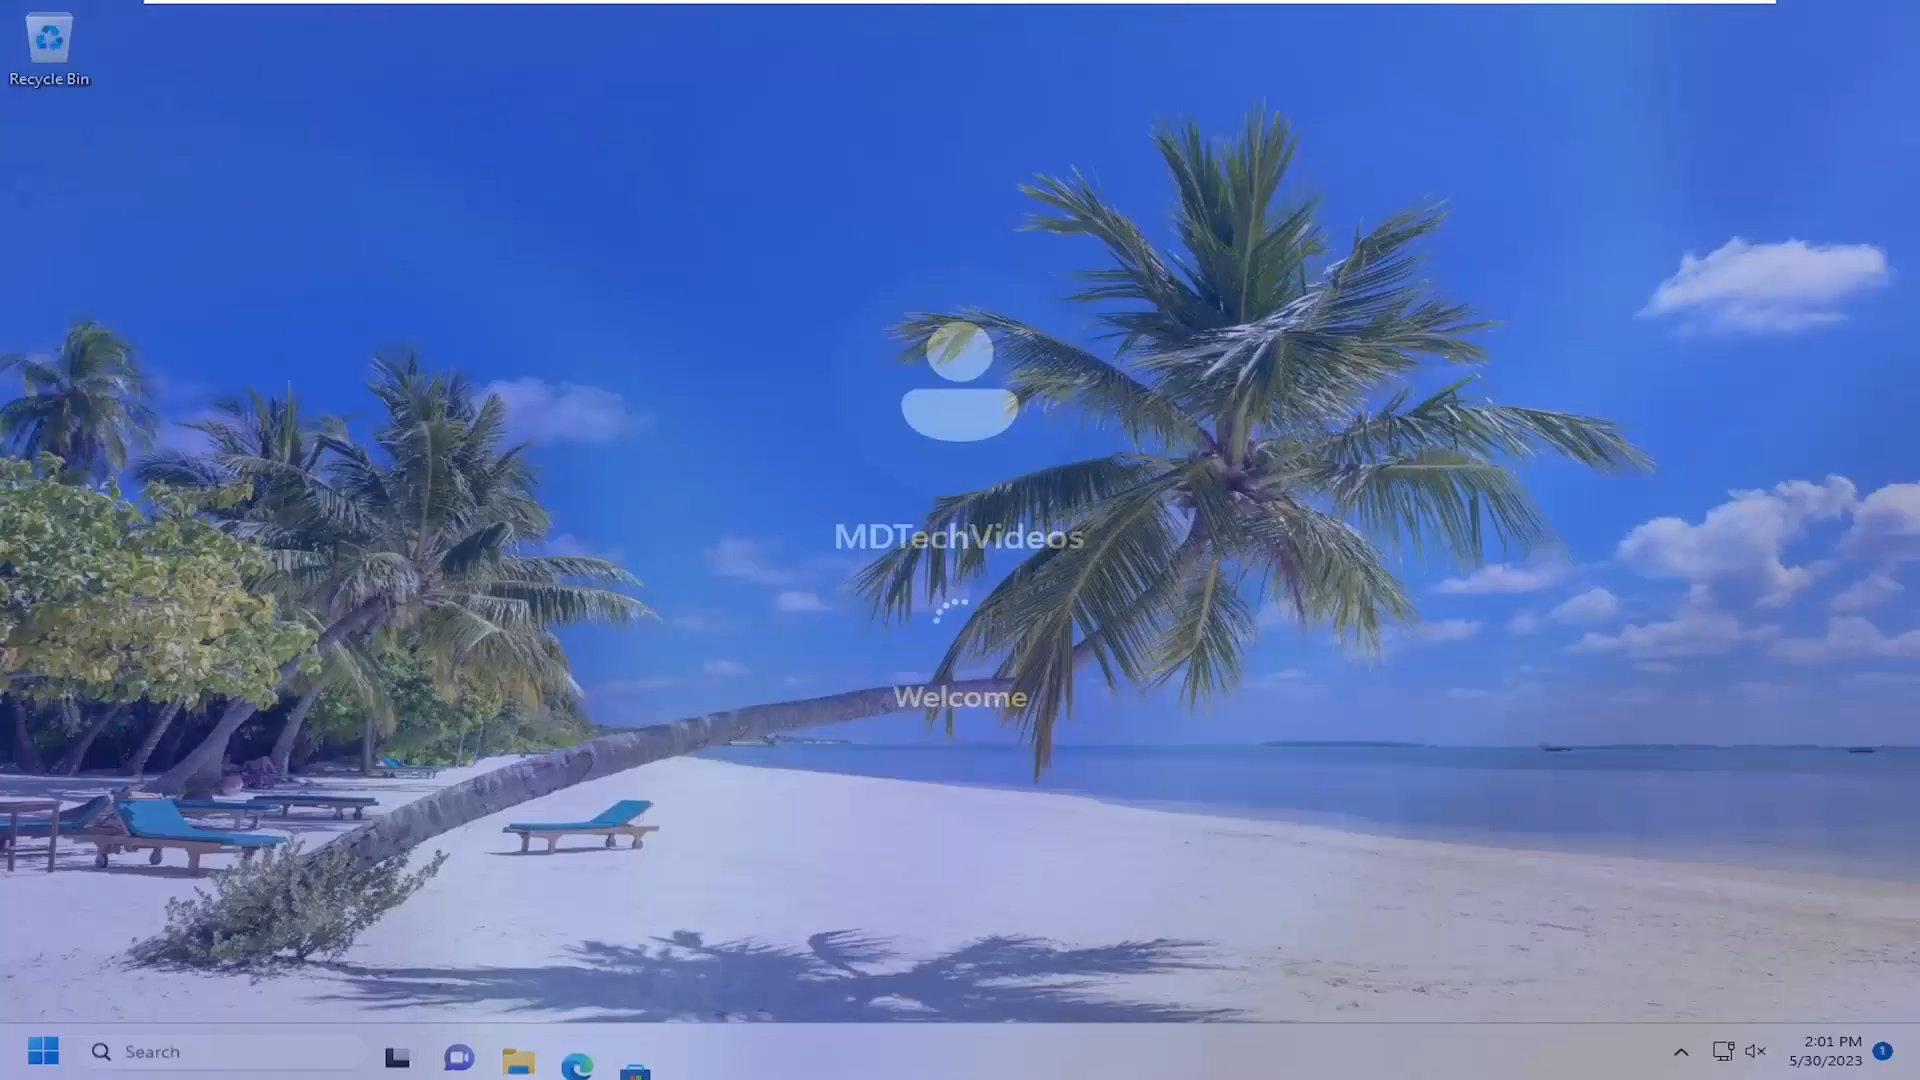 Recycle Bin
MDTechVideos
Welcome
Search
2:01 PM
5/30/2023
1